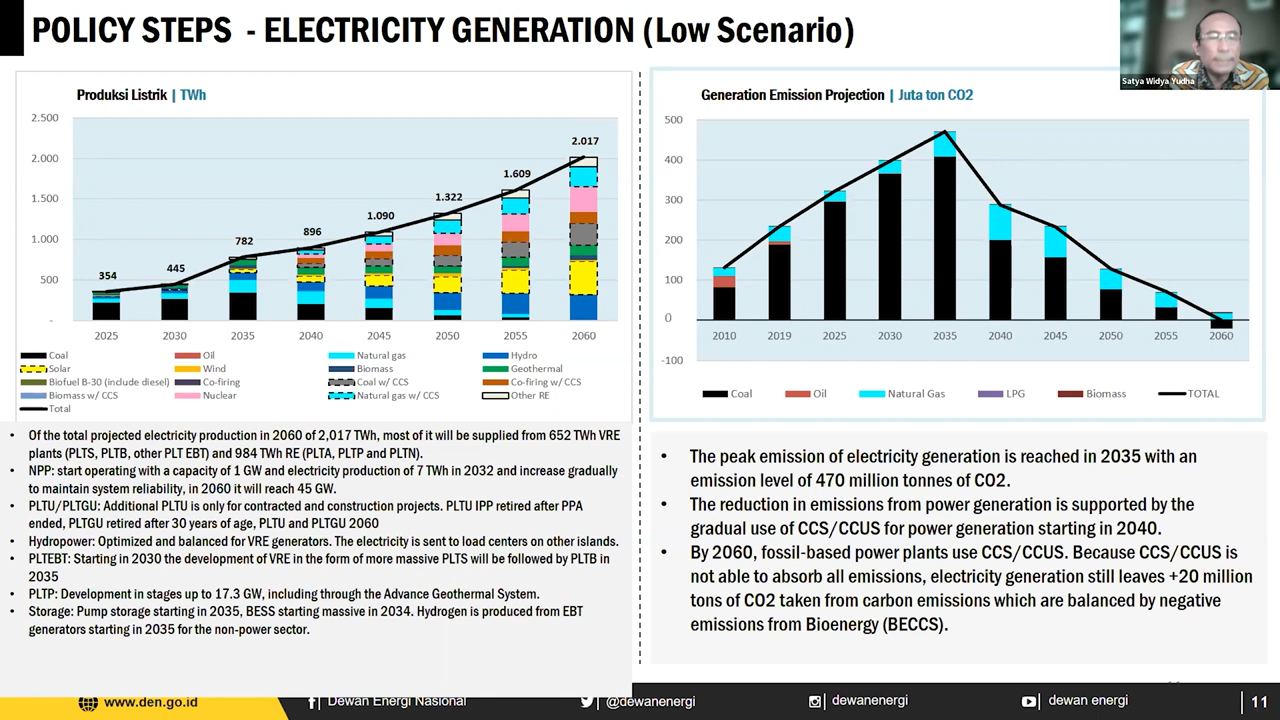 POLICY STEPS - ELECTRICITY GENERATION (Low Scenario)
Satya Widya Yudha
Produksi Listrik | TWh
2.500
2.000
1.500
1.000
500
-
354
445
782
896
1.090
1.322
1.609
2.017
2025
2030
2035
2040
2045
2050
2055
2060
Coal
Oil
Natural gas
Hydro
Solar
Wind
Biomass
Geothermal
Biofuel B-30 (include diesel)
Co-firing
Coal w/ CCS
Co-firing w/ CCS
Biomass w/ CCS
Nuclear
Natural gas w/ CCS
Other RE
Total
Generation Emission Projection | Juta ton CO2
500
400
300
200
100
0
-100
0
2010
2019
2025
2030
2035
2040
2045
2050
2055
2060
Coal
Oil
Natural Gas
LPG
Biomass
TOTAL
• Of the total projected electricity production in 2060 of 2,017 TWh, most of it will be supplied from 652 TWh VRE
plants (PLTS, PLTB, other PLT EBT) and 984 TWh RE (PLTA, PLTP and PLTN).
• NPP: start operating with a capacity of 1 GW and electricity production of 7 TWh in 2032 and increase gradually
to maintain system reliability, in 2060 it will reach 45 GW.
• PLTU/PLTGU: Additional PLTU is only for contracted and construction projects. PLTU IPP retired after PPA
ended, PLTGU retired after 30 years of age, PLTU and PLTGU 2060
• Hydropower: Optimized and balanced for VRE generators. The electricity is sent to load centers on other islands.
• PLTEBT: Starting in 2030 the development of VRE in the form of more massive PLTS will be followed by PLTB in
2035
• PLTP: Development in stages up to 17.3 GW, including through the Advance Geothermal System.
• Storage: Pump storage starting in 2035, BESS starting massive in 2034. Hydrogen is produced from EBT
generators starting in 2035 for the non-power sector.
• The peak emission of electricity generation is reached in 2035 with an
emission level of 470 million tonnes of CO2.
• The reduction in emissions from power generation is supported by the
gradual use of CCS/CCUS for power generation starting in 2040.
• By 2060, fossil-based power plants use CCS/CCUS. Because CCS/CCUS is
not able to absorb all emissions, electricity generation still leaves +20 million
tons of CO2 taken from carbon emissions which are balanced by negative
emissions from Bioenergy (BECCS).
www.den.go.id
Dewan Energi Nasional
@dewanenergi
dewanenergi
dewan energi
11